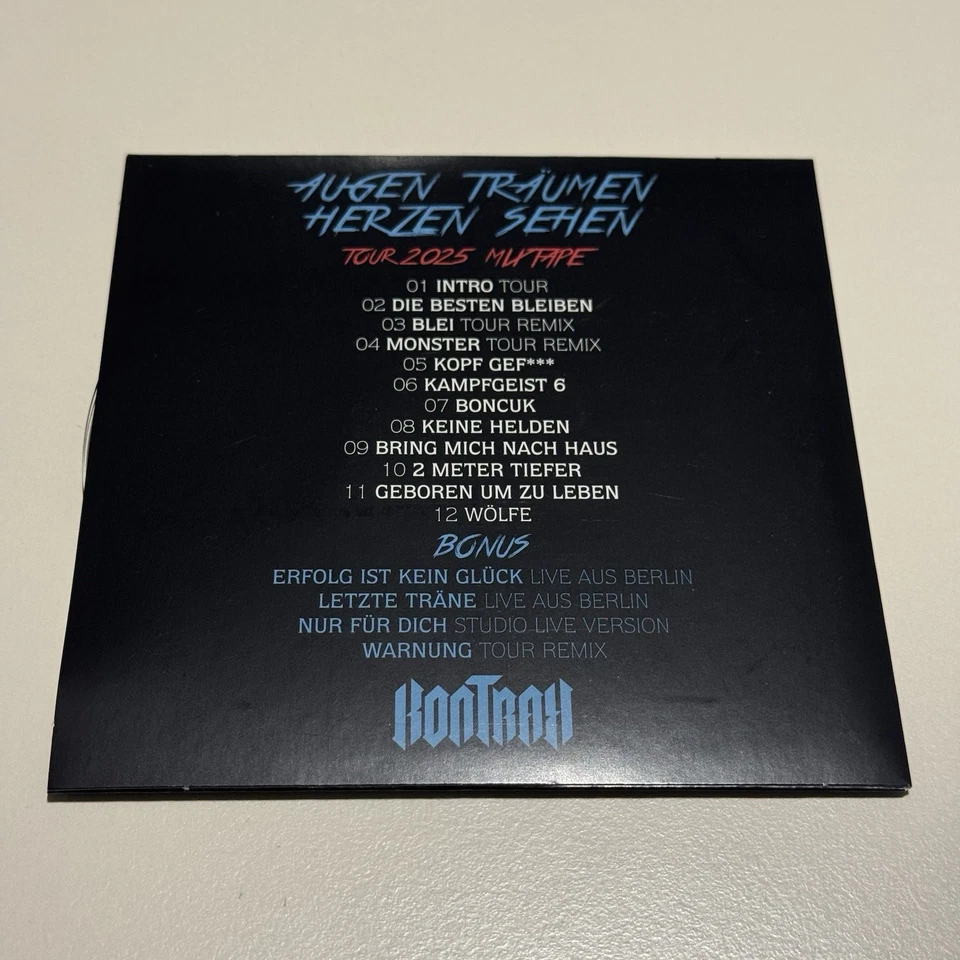 AUGEN TRÄUMEN
HERZEN SEHEN
TOUR 2025 MIXTAPE
01 INTRO TOUR
02 DIE BESTEN BLEIBEN
03 BLEI TOUR REMIX
04 MONSTER TOUR REMIX
05 KOPF GEF***
06 KAMPFGEIST 6
07 BONCUK
08 KEINE HELDEN
09 BRING MICH NACH HAUS
10 2 METER TIEFER
11 GEBOREN UM ZU LEBEN
12 WÖLFE
BONUS
ERFOLG IST KEIN GLÜCK LIVE AUS BERLIN
LETZTE TRÄNE LIVE AUS BERLIN
NUR FÜR DICH STUDIO LIVE VERSION
WARNUNG TOUR REMIX
KONTRA K